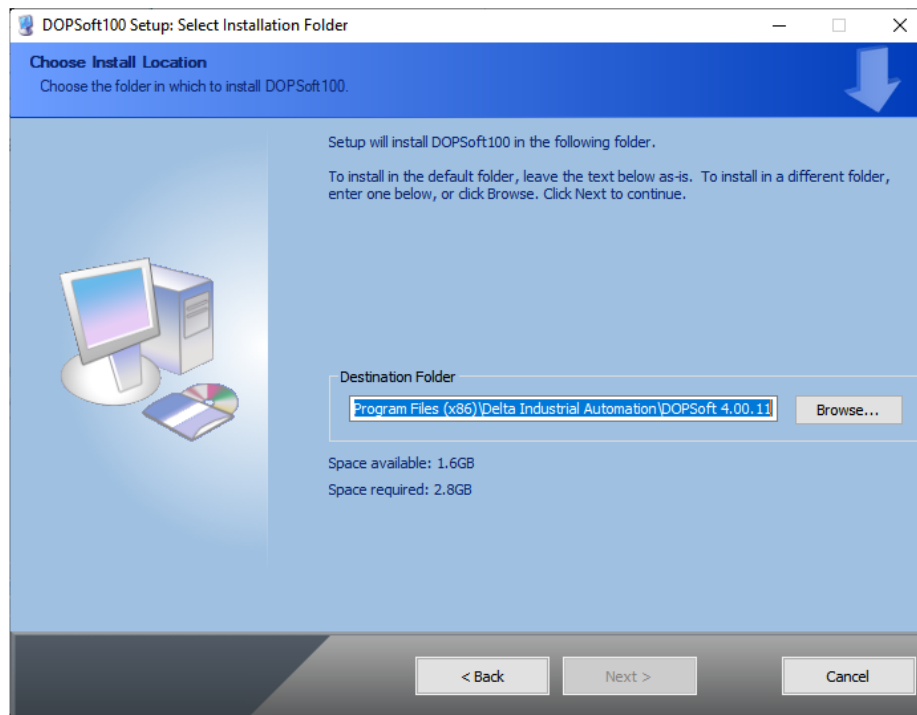 DOPSoft100 Setup: Select Installation Folder
Choose Install Location
Choose the folder in which to install DOPSoft100.
Setup will install DOPSoft100 in the following folder.
To install in the default folder, leave the text below as-is. To install in a different folder,
enter one below, or click Browse. Click Next to continue.
Destination Folder
Program Files (x86)\Delta Industrial Automation\DOPSoft 4.00.11
Browse...
Space available: 1.6GB
Space required: 2.8GB
< Back
Next >
Cancel